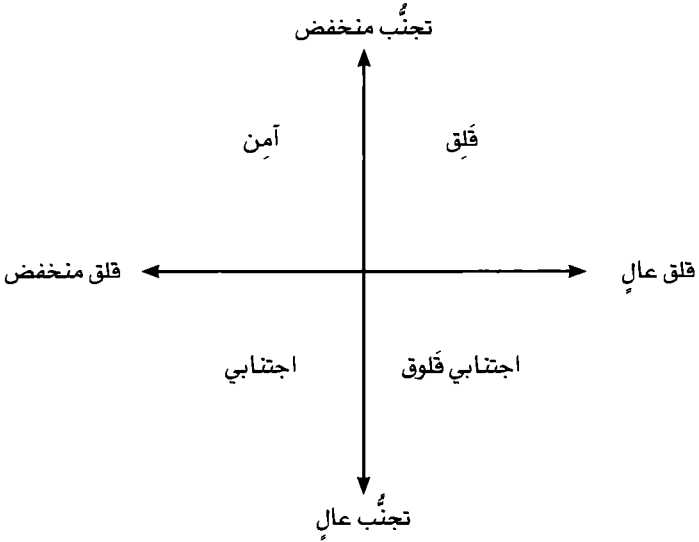 تجنُّب منخفض
قَلِق
آمِن
قلق عالٍ
قلق منخفض
اجتنابي قَلوق
اجتنابي
تجنُّب عالٍ